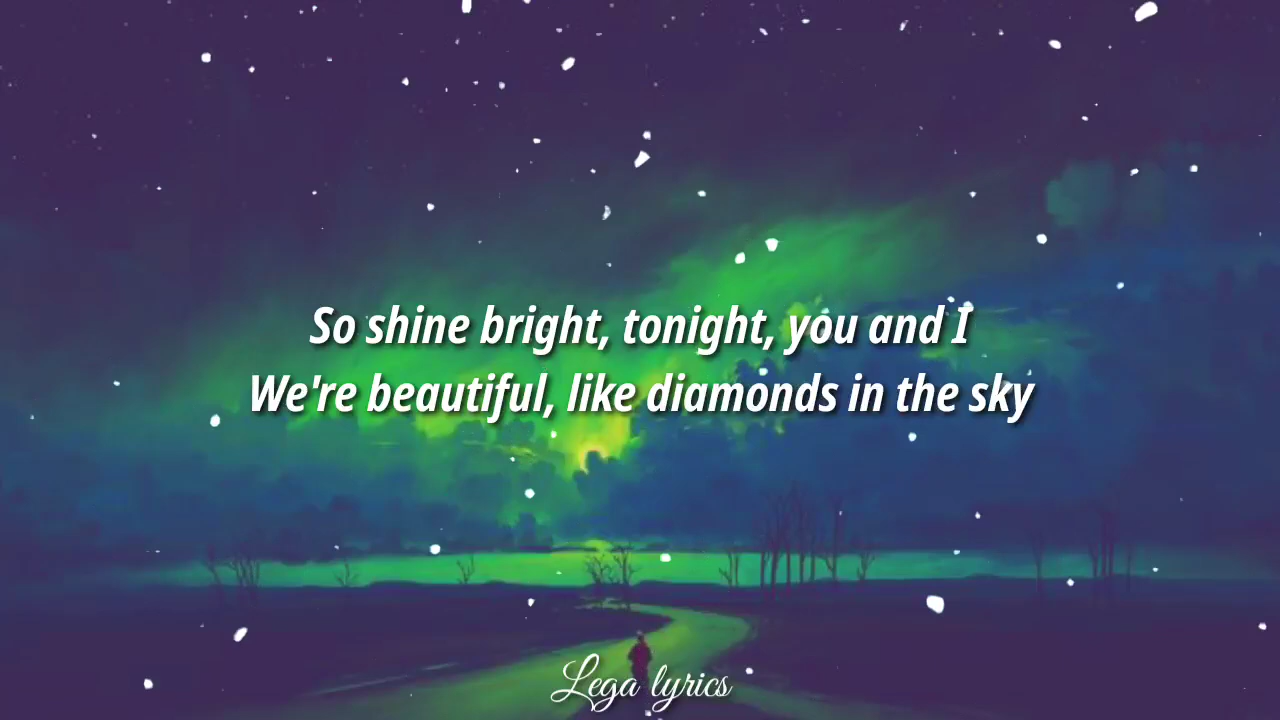 So shine bright, tonight, you and I
We're beautiful, like diamonds in the sky
Lega lyrics